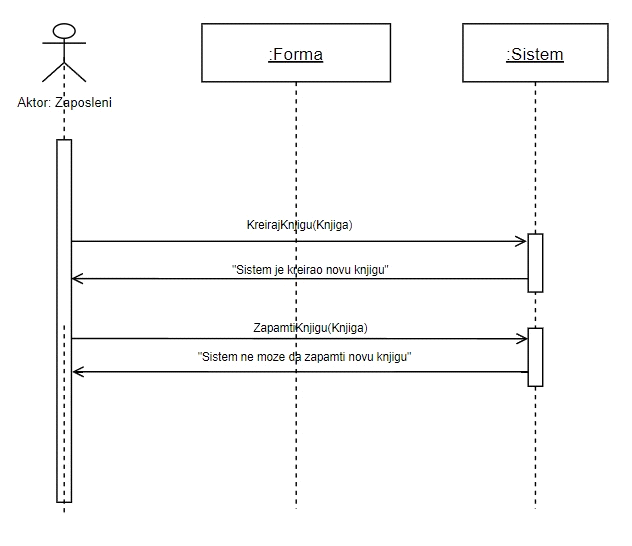 :Forma
:Sistem
Aktor: Zaposleni
KreirajKnjigu(Knjiga)
"Sistem je kreirao novu knjigu"
ZapamtiKnjigu(Knjiga)
"Sistem ne moze da zapamti novu knjigu"